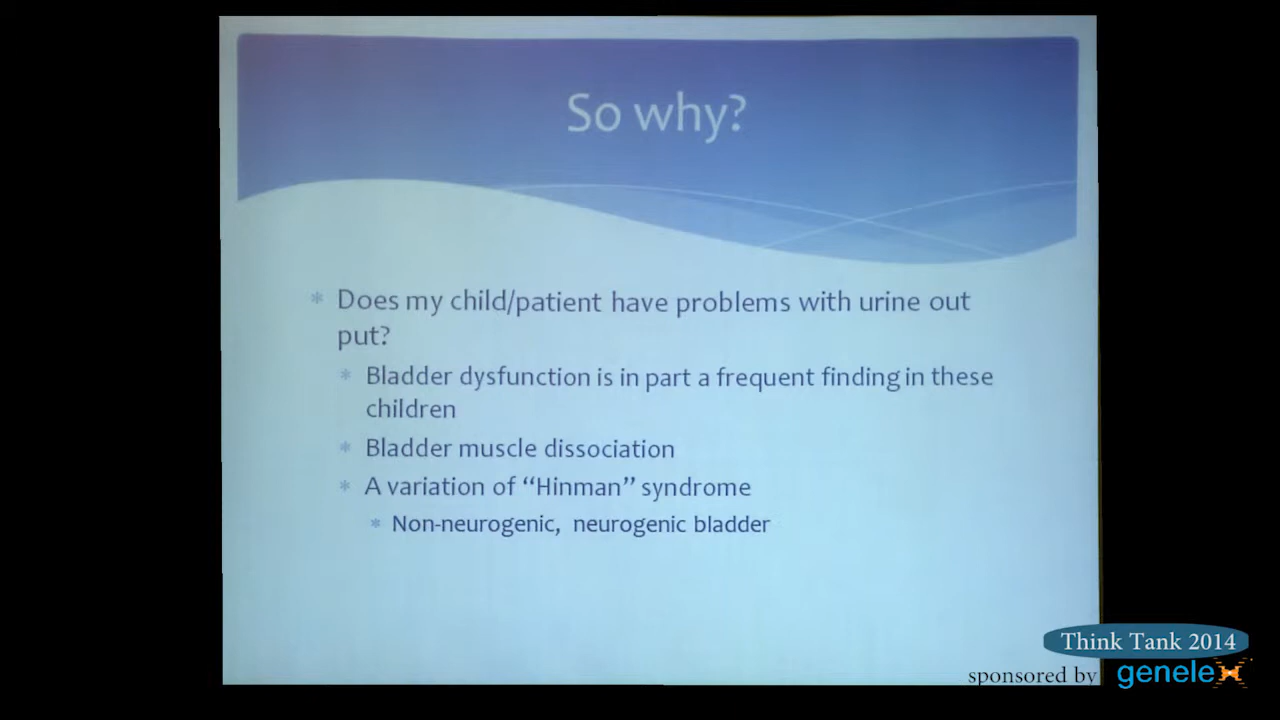 So why?
Does my child/patient have problems with urine out
put?
Bladder dysfunction is in part a frequent finding in these
children
Bladder muscle dissociation
A variation of “Hinman” syndrome
Non-neurogenic, neurogenic bladder
Think Tank 2014
sponsored by genelex